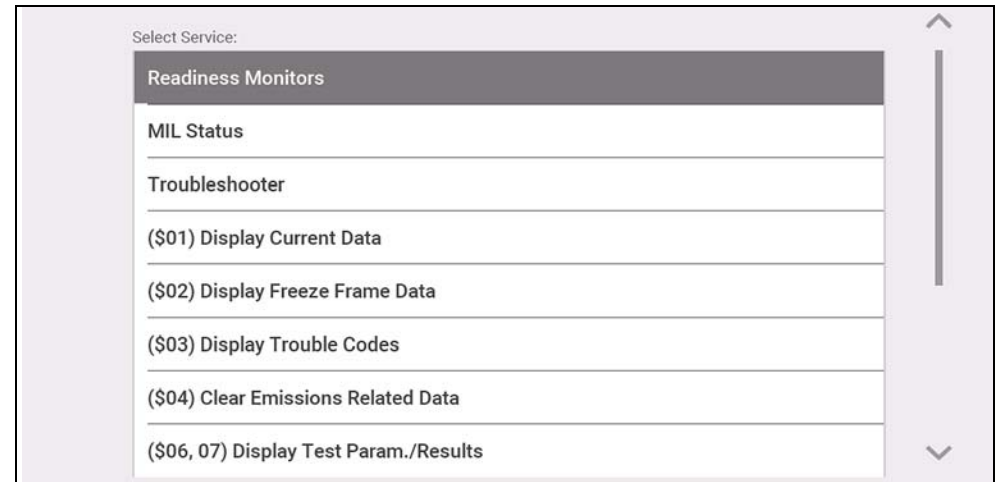 Select Service:
Readiness Monitors
MIL Status
Troubleshooter
($01) Display Current Data
($02) Display Freeze Frame Data
($03) Display Trouble Codes
($04) Clear Emissions Related Data
($06, 07) Display Test Param./Results